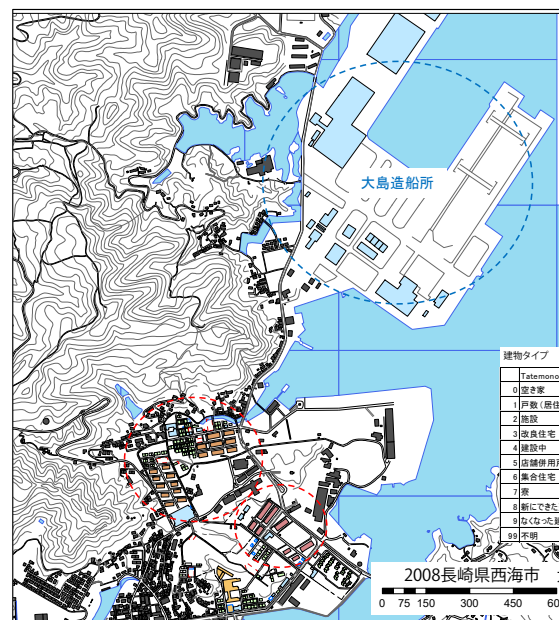 大島造船所
建物タイプ
Tatemono
0 空き家
1 戸数(居住
2 施設
3 改良住宅
4 建設中
5 店舗併用
6 集合住宅
7 寮
8 新にできた
9 なくなった
99 不明
2008長崎県西海市
0 75 150 300 450 60